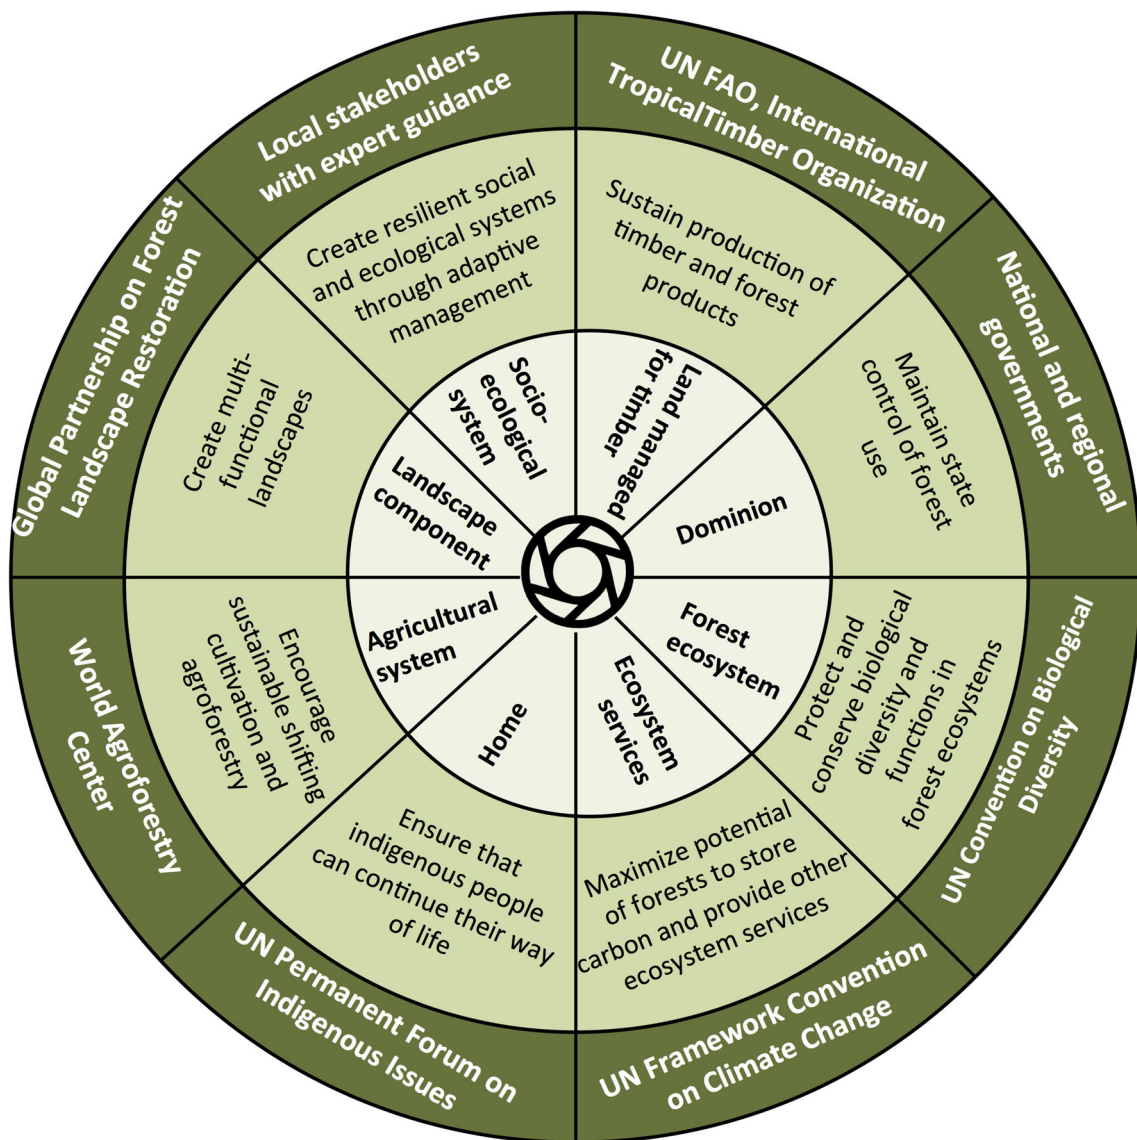 Local stakeholders
with expert guidance
UN FAO, International
TropicalTimber Organization
National and regional
governments
UN Convention on Biological
Diversity
UN Framework Convention
on Climate Change
UN Permanent Forum on
Indigenous Issues
World Agroforestry
Center
Global Partnership on Forest
Landscape Restoration
Create resilient social
and ecological systems
through adaptive
management
Sustain production of
timber and forest
products
Maintain state
control of forest
use
Protect and
conserve biological
diversity and
functions in
forest ecosystems
Maximize potential
of forests to store
carbon and provide other
ecosystem services
Ensure that
indigenous people
can continue their way
of life
Encourage
sustainable shifting
cultivation and
agroforestry
Create multi-
functional
landscapes
Socio-
ecological
system
Land managed
for timber
Dominion
Forest
ecosystem
Ecosystem
services
Home
Agricultural
system
Landscape
component